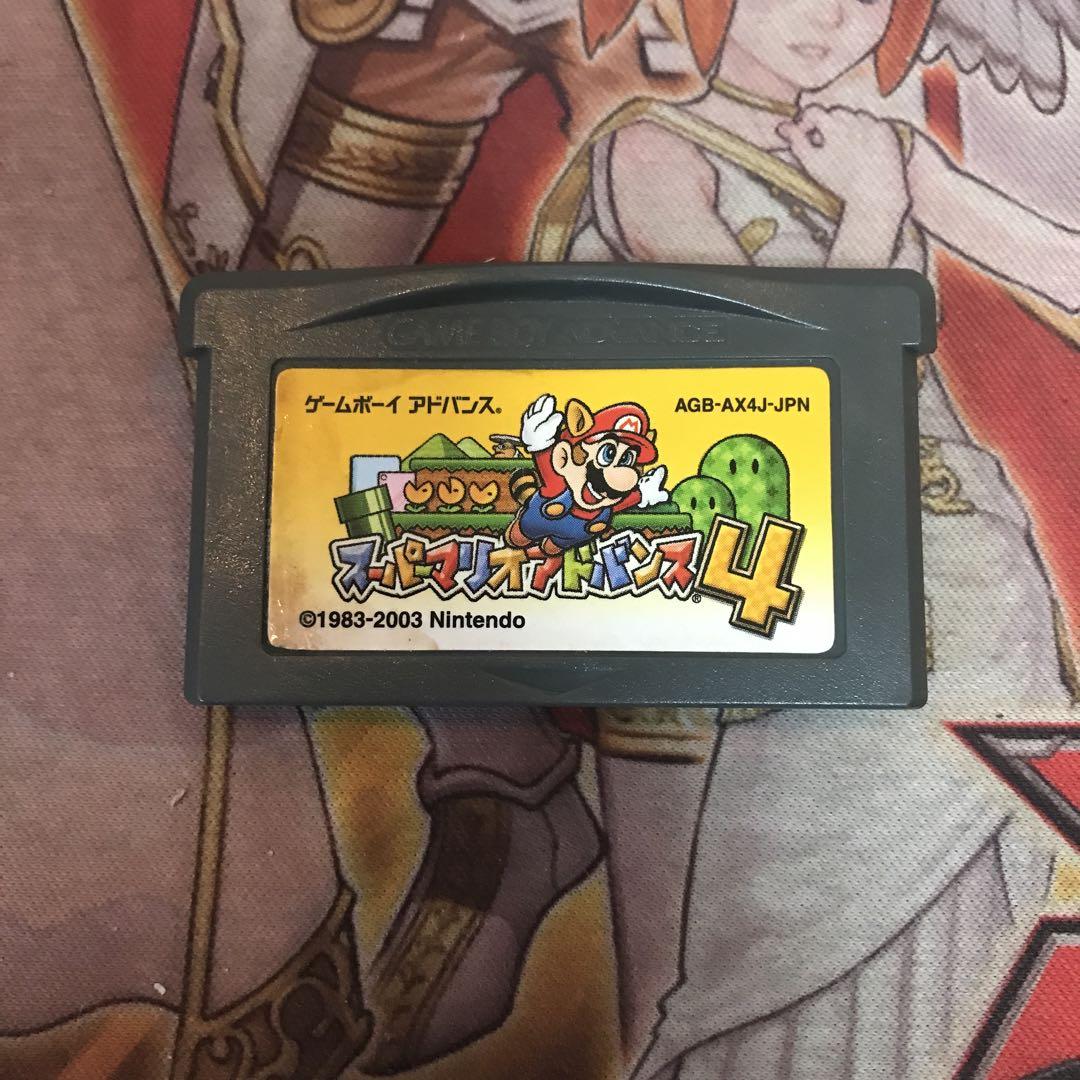 GAME BOY ADVANCE
ゲームボーイ アドバンス®
AGB-AX4J-JPN
M
スーパーマリオアドバンス®4
©1983-2003 Nintendo